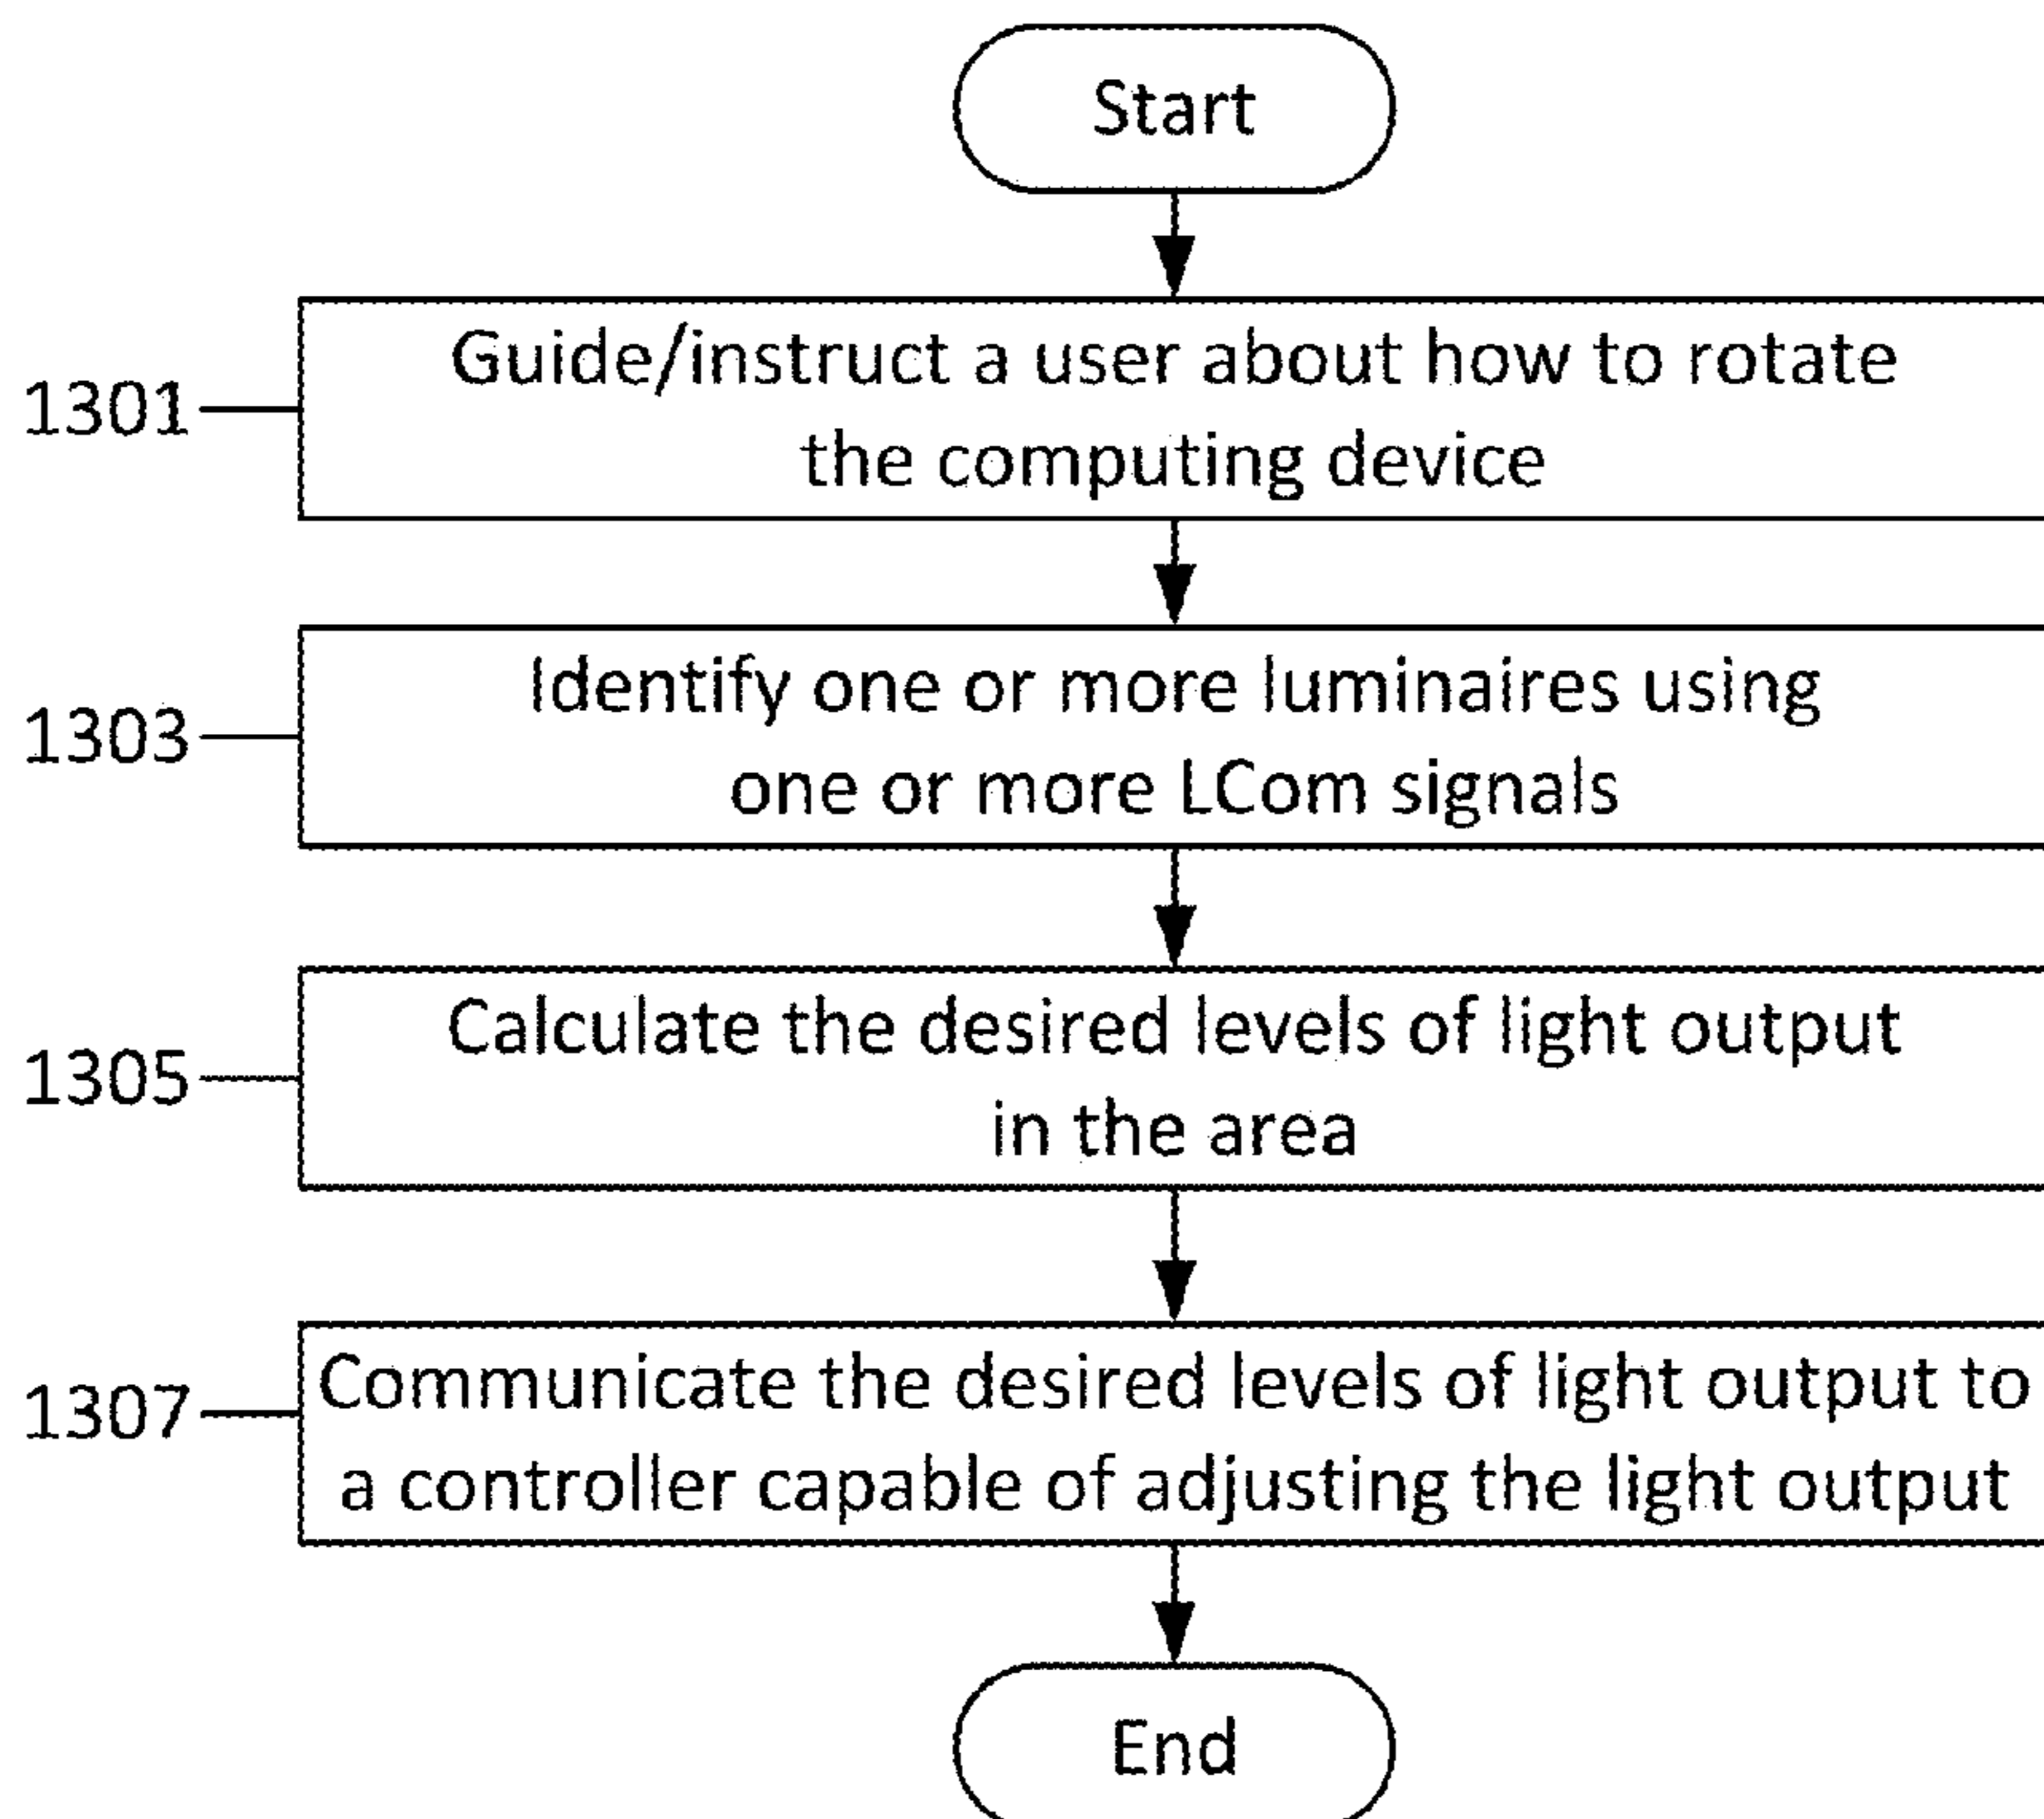 Start
1301
Guide/instruct a user about how to rotate
the computing device
1303
Identify one or more luminaires using
one or more LCom signals
1305
Calculate the desired levels of light output
in the area
1307
Communicate the desired levels of light output to
a controller capable of adjusting the light output
End